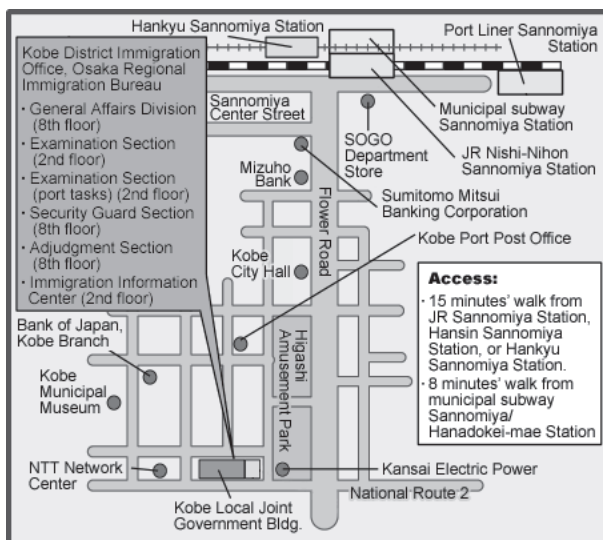 Hankyu Sannomiya Station
Port Liner Sannomiya
Station
Kobe District Immigration
Office, Osaka Regional
Immigration Bureau
· General Affairs Division
(8th floor)
· Examination Section
(2nd floor)
· Examination Section
(port tasks) (2nd floor)
· Security Guard Section
(8th floor)
· Adjudgment Section
(8th floor)
· Immigration Information
Center (2nd floor)
Sannomiya
Center Street
SOGO
Department
Store
Municipal subway
Sannomiya Station
JR Nishi-Nihon
Sannomiya Station
Mizuho
Bank
Flower Road
Sumitomo Mitsui
Banking Corporation
Kobe
City Hall
Kobe Port Post Office
Higashi
Amusement Park
Access:
· 15 minutes' walk from
JR Sannomiya Station,
Hansin Sannomiya
Station, or Hankyu
Sannomiya Station.
· 8 minutes' walk from
municipal subway
Sannomiya/
Hanadokei-mae Station
Bank of Japan,
Kobe Branch
Kobe
Municipal
Museum
NTT Network
Center
Kobe Local Joint
Government Bldg.
Kansai Electric Power
National Route 2